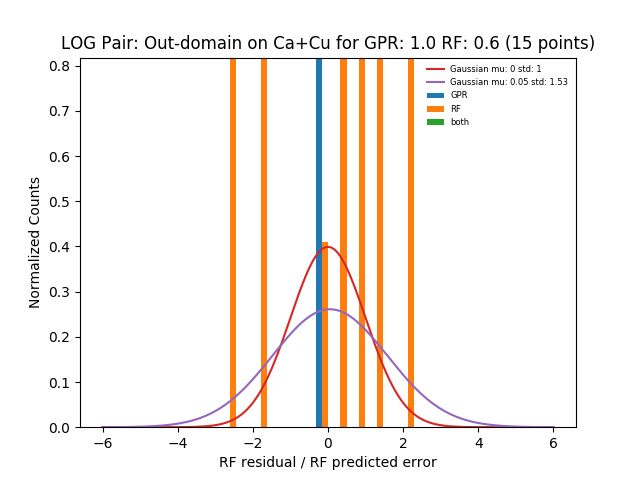 LOG Pair: Out-domain on Ca+Cu for GPR: 1.0 RF: 0.6 (15 points)
Gaussian mu: 0 std: 1
Gaussian mu: 0.05 std: 1.53
GPR
RF
both
Normalized Counts
0.8
0.7
0.6
0.5
0.4
0.3
0.2
0.1
0.0
−6 −4 −2 0 2 4 6
RF residual / RF predicted error